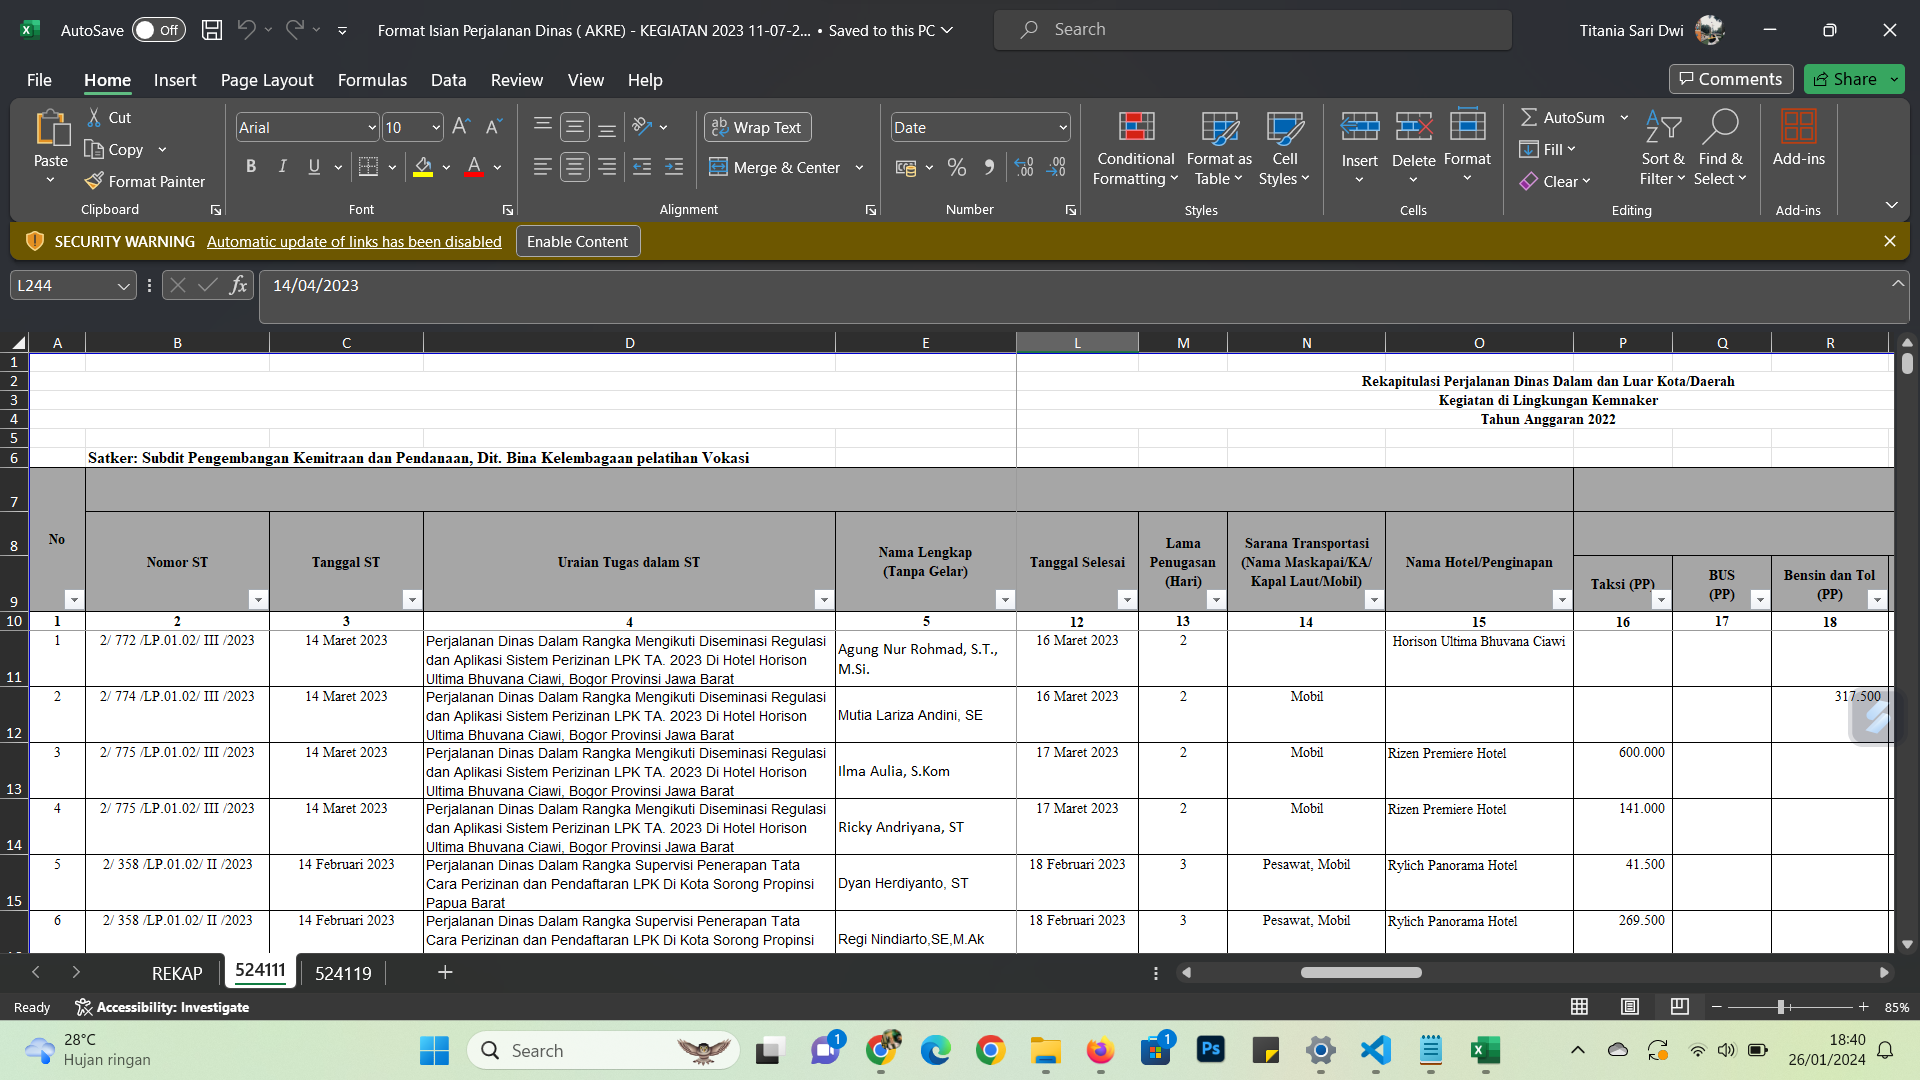 AutoSave Off Format Isian Perjalanan Dinas ( AKRE) - KEGIATAN 2023 11-07-2... • Saved to this PC Search Titania Sari Dwi
File Home Insert Page Layout Formulas Data Review View Help Comments Share
Paste Cut Copy Format Painter Clipboard
Arial 10 B I U A Font
Wrap Text Merge & Center Alignment
Date % Number
Conditional Formatting Format as Table Cell Styles Styles
Insert Delete Format Cells
AutoSum Fill Clear Sort & Filter Find & Select Editing
Add-ins Add-ins
SECURITY WARNING Automatic update of links has been disabled Enable Content
L244 fx 14/04/2023
A B C D E L M N O P Q R
1
2 Rekapitulasi Perjalanan Dinas Dalam dan Luar Kota/Daerah
3 Kegiatan di Lingkungan Kemnaker
4 Tahun Anggaran 2022
5
6 Satker: Subdit Pengembangan Kemitraan dan Pendanaan, Dit. Bina Kelembagaan pelatihan Vokasi
7
8
9
No Nomor ST Tanggal ST Uraian Tugas dalam ST Nama Lengkap (Tanpa Gelar) Tanggal Selesai Lama Penugasan (Hari) Sarana Transportasi (Nama Maskapai/KA/ Kapal Laut/Mobil) Nama Hotel/Penginapan Taksi (PP) BUS (PP) Bensin dan Tol (PP)
10 1 2 3 4 5 12 13 14 15 16 17 18
11 1 2/ 772 /LP.01.02/ III /2023 14 Maret 2023 Perjalanan Dinas Dalam Rangka Mengikuti Diseminasi Regulasi dan Aplikasi Sistem Perizinan LPK TA. 2023 Di Hotel Horison Ultima Bhuvana Ciawi, Bogor Provinsi Jawa Barat Agung Nur Rohmad, S.T., M.Si. 16 Maret 2023 2 Horison Ultima Bhuvana Ciawi
12 2 2/ 774 /LP.01.02/ III /2023 14 Maret 2023 Perjalanan Dinas Dalam Rangka Mengikuti Diseminasi Regulasi dan Aplikasi Sistem Perizinan LPK TA. 2023 Di Hotel Horison Ultima Bhuvana Ciawi, Bogor Provinsi Jawa Barat Mutia Lariza Andini, SE 16 Maret 2023 2 Mobil 317.500
13 3 2/ 775 /LP.01.02/ III /2023 14 Maret 2023 Perjalanan Dinas Dalam Rangka Mengikuti Diseminasi Regulasi dan Aplikasi Sistem Perizinan LPK TA. 2023 Di Hotel Horison Ultima Bhuvana Ciawi, Bogor Provinsi Jawa Barat Ilma Aulia, S.Kom 17 Maret 2023 2 Mobil Rizen Premiere Hotel 600.000
14 4 2/ 775 /LP.01.02/ III /2023 14 Maret 2023 Perjalanan Dinas Dalam Rangka Mengikuti Diseminasi Regulasi dan Aplikasi Sistem Perizinan LPK TA. 2023 Di Hotel Horison Ultima Bhuvana Ciawi, Bogor Provinsi Jawa Barat Ricky Andriyana, ST 17 Maret 2023 2 Mobil Rizen Premiere Hotel 141.000
15 5 2/ 358 /LP.01.02/ II /2023 14 Februari 2023 Perjalanan Dinas Dalam Rangka Supervisi Penerapan Tata Cara Perizinan dan Pendaftaran LPK Di Kota Sorong Propinsi Papua Barat Dyan Herdiyanto, ST 18 Februari 2023 3 Pesawat, Mobil Rylich Panorama Hotel 41.500
6 2/ 358 /LP.01.02/ II /2023 14 Februari 2023 Perjalanan Dinas Dalam Rangka Supervisi Penerapan Tata Cara Perizinan dan Pendaftaran LPK Di Kota Sorong Propinsi Regi Nindiarto,SE,M.Ak 18 Februari 2023 3 Pesawat, Mobil Rylich Panorama Hotel 269.500
REKAP 524111 524119
Ready Accessibility: Investigate 85%
28°C
Hujan ringan
Search 1 1 Ps
18:40
26/01/2024